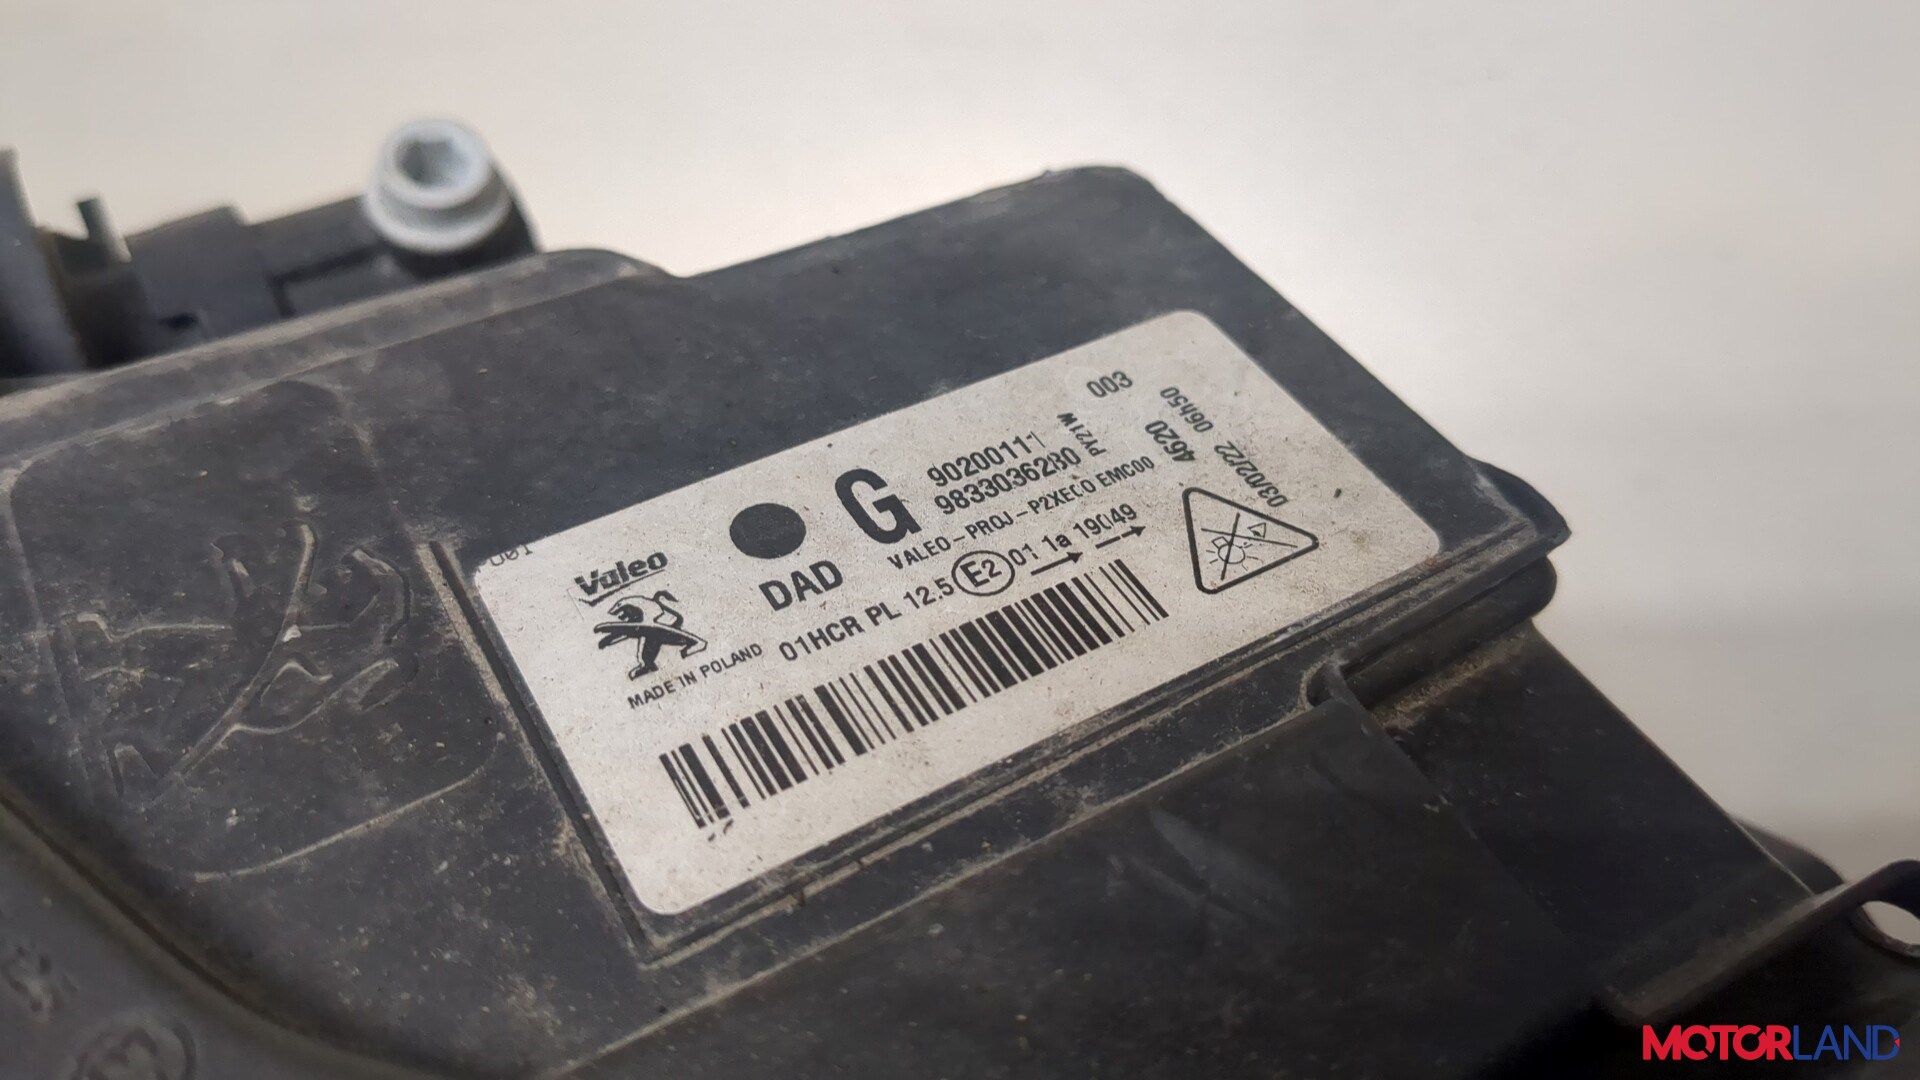 003
90200111
9833036280
PY21W
G
4620
03/02/22 06h50
VALEO-PROJ-P2XECO EMC00
DAD
Valeo
01HCR PL 12.5 E2 01 1a 19049
MADE IN POLAND
MOTORLAND